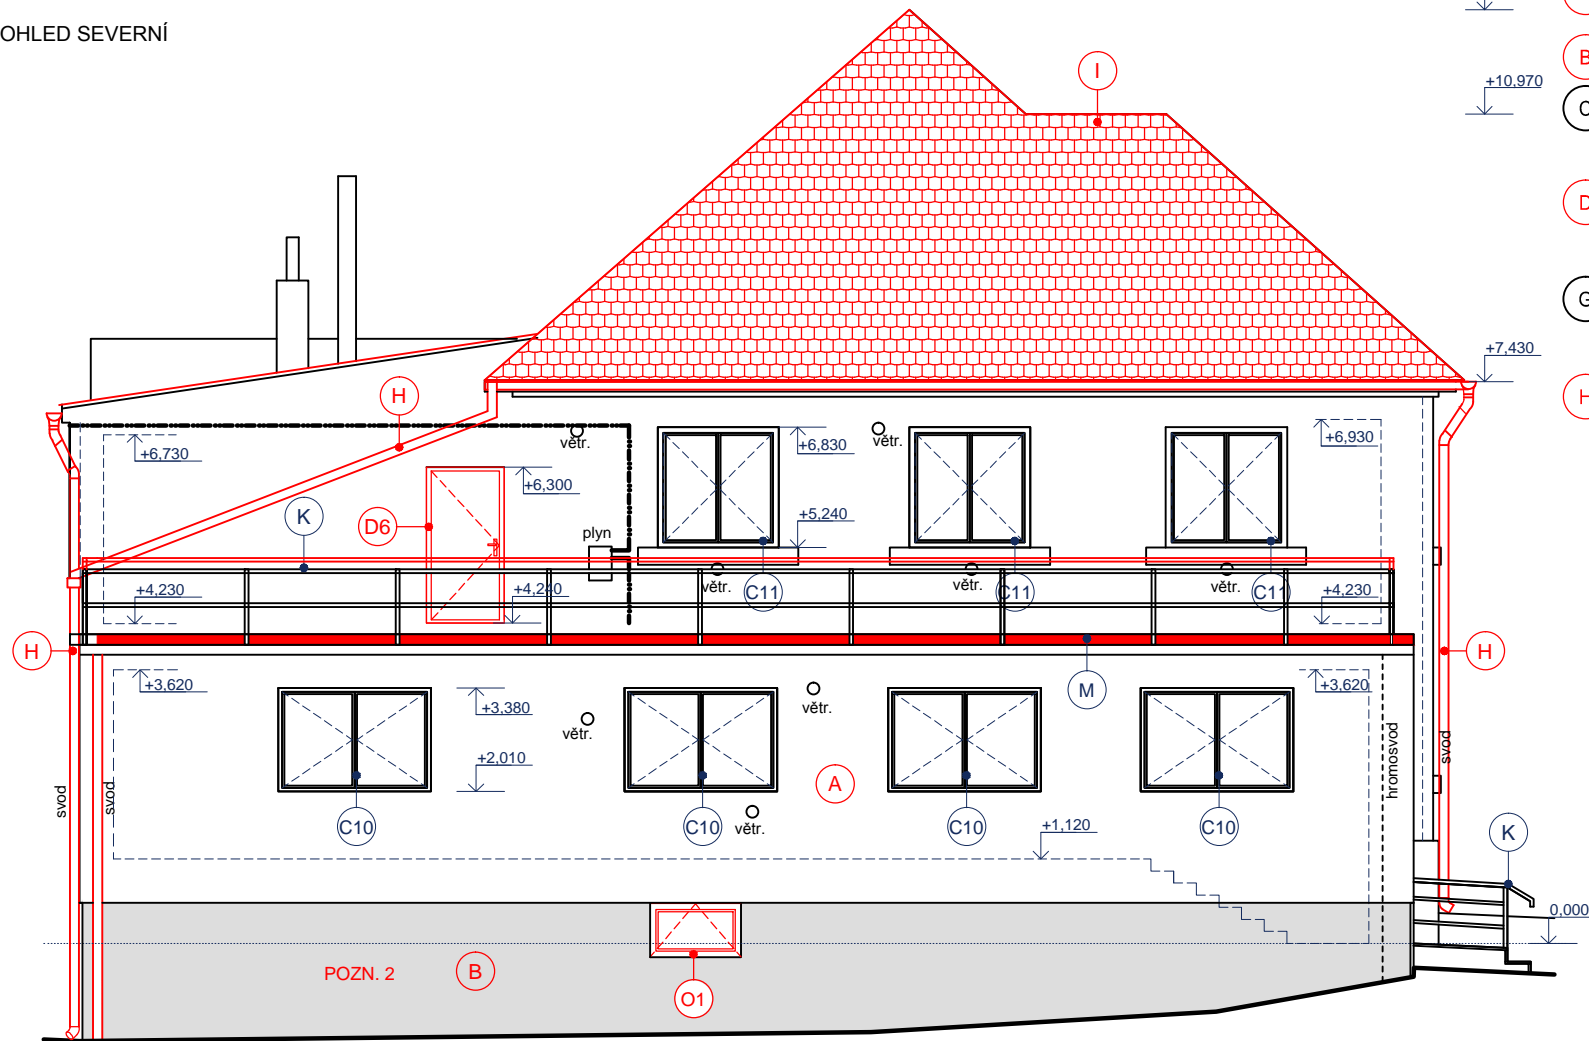 OHLED SEVERNÍ
I
B
+10,970
C
D
G
+7,430
H
H
větr.
větr.
+6,730
+6,830
+6,930
+6,300
K
D6
+5,240
plyn
větr.
větr.
větr.
+4,230
+4,240
C11
C11
C11
+4,230
H
H
M
+3,620
+3,620
+3,380
větr.
větr.
+2,010
svod
svod
A
hromosvod
svod
C10
C10
větr.
C10
C10
+1,120
K
0,000
POZN. 2
B
O1